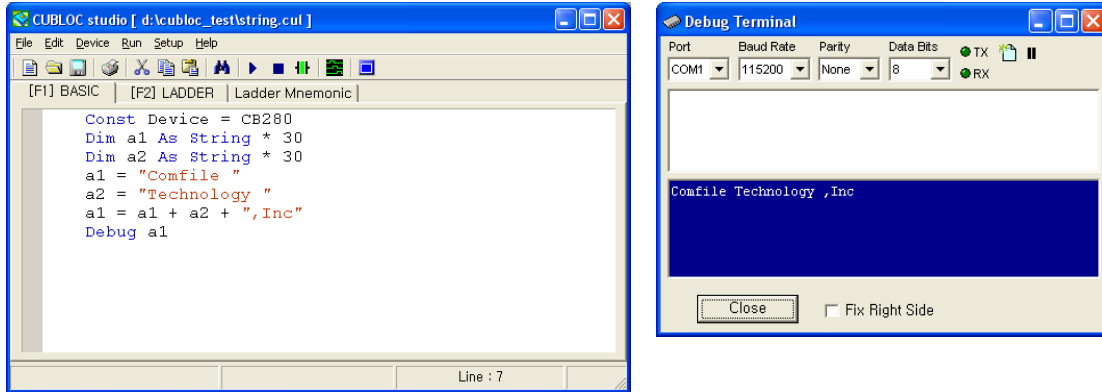 CUBLOC studio [ d:\cubloc_test\string.cul ]
File Edit Device Run Setup Help
[F1] BASIC [F2] LADDER Ladder Mnemonic
Const Device = CB280
Dim a1 As String * 30
Dim a2 As String * 30
a1 = "Comfile "
a2 = "Technology "
a1 = a1 + a2 + ",Inc"
Debug a1
Line : 7
Debug Terminal
Port Baud Rate Parity Data Bits
TX
COM1 115200 None 8
RX
Comfile Technology ,Inc
Close Fix Right Side